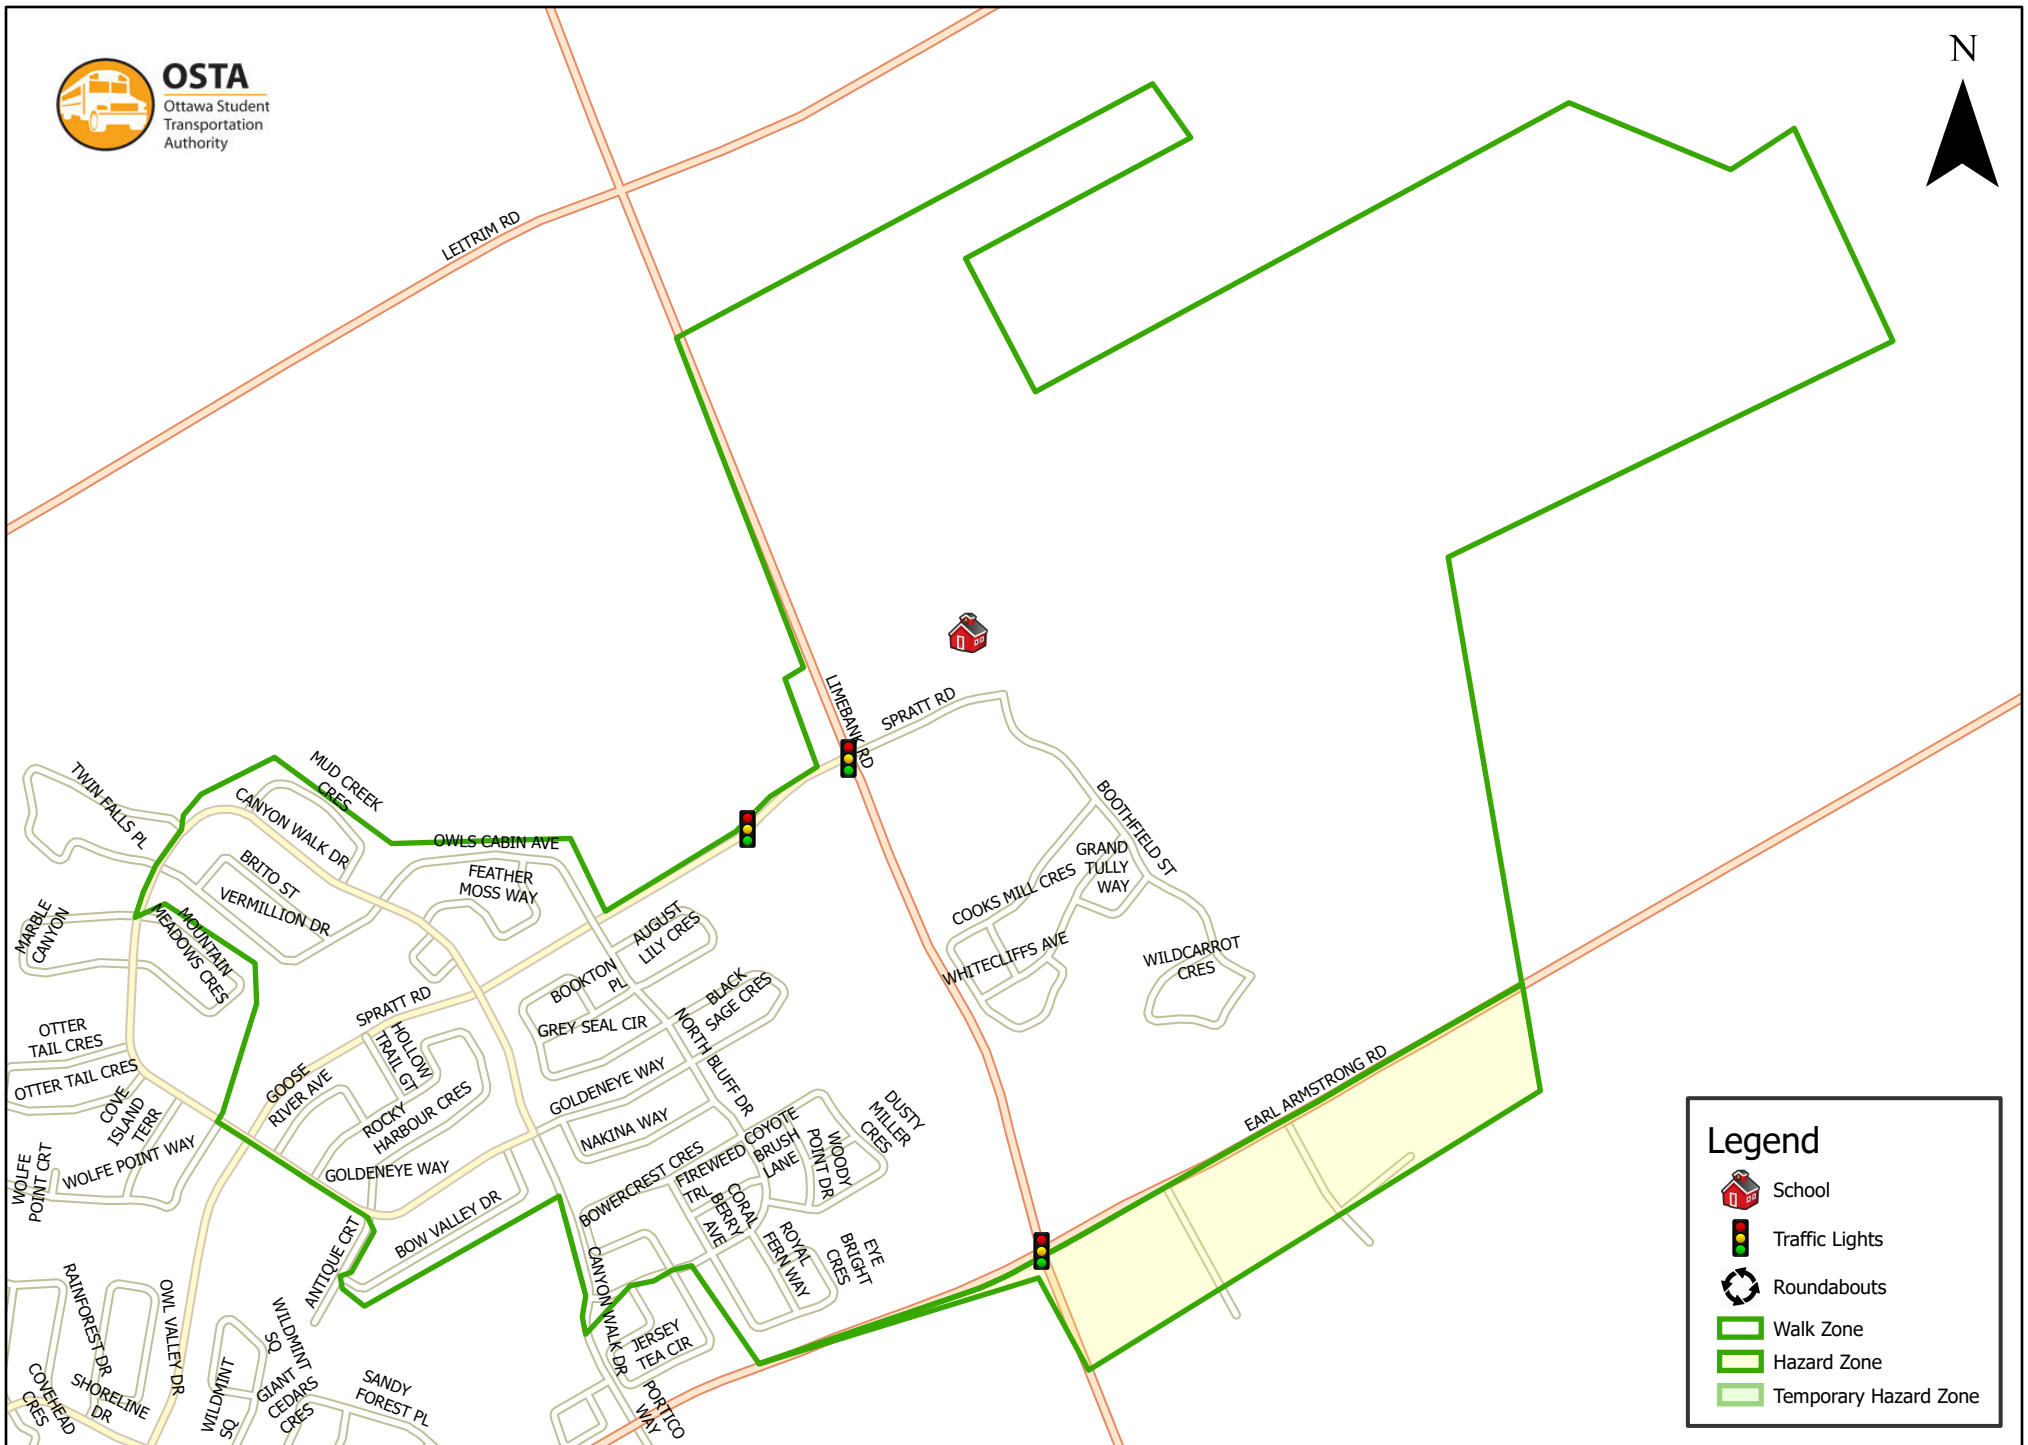 OSTA
Ottawa Student
Transportation
Authority
N
LEITRIM RD
LIMEBANK RD
SPRATT RD
MUD CREEK
CRES
TWIN FALLS PL
CANYON WALK DR
OWLS CABIN AVE
BRITO ST
VERMILLION DR
FEATHER
MOSS WAY
BOOTHFIELD ST
GRAND
TULLY
WAY
COOKS MILL CRES
MARBLE
CANYON
MOUNTAIN
MEADOWS CRES
AUGUST
LILY CRES
WHITECLIFFS AVE
WILDCARROT
CRES
BOOKTON
PL
BLACK
SAGE CRES
SPRATT RD
GREY SEAL CIR
NORTH BLUFF DR
OTTER
TAIL CRES
OTTER TAIL CRES
HOLLOW
TRAIL GT
GOOSE
RIVER AVE
COVE
ISLAND
TERR
ROCKY
HARBOUR CRES
GOLDENEYE WAY
NAKINA WAY
EARL ARMSTRONG RD
DUSTY
MILLER
CRES
COYOTE
BRUSH
LANE
WOODY
POINT DR
WOLFE
POINT CRT
WOLFE POINT WAY
GOLDENEYE WAY
BOWERCREST CRES
FIREWEED
TRL
CORAL
BERRY
AVE
BOW VALLEY DR
ANTIQUE CRT
ROYAL
FERN WAY
EYE
BRIGHT
CRES
CANYON WALK DR
RAINFOREST DR
OWL VALLEY DR
WILDMINT
SQ
WILDMINT
SQ
GIANT
CEDARS
CRES
JERSEY
TEA CIR
SANDY
FOREST PL
PORTICO
WAY
COVEHEAD
CRES
SHORELINE
DR
Legend
School
Traffic Lights
Roundabouts
Walk Zone
Hazard Zone
Temporary Hazard Zone